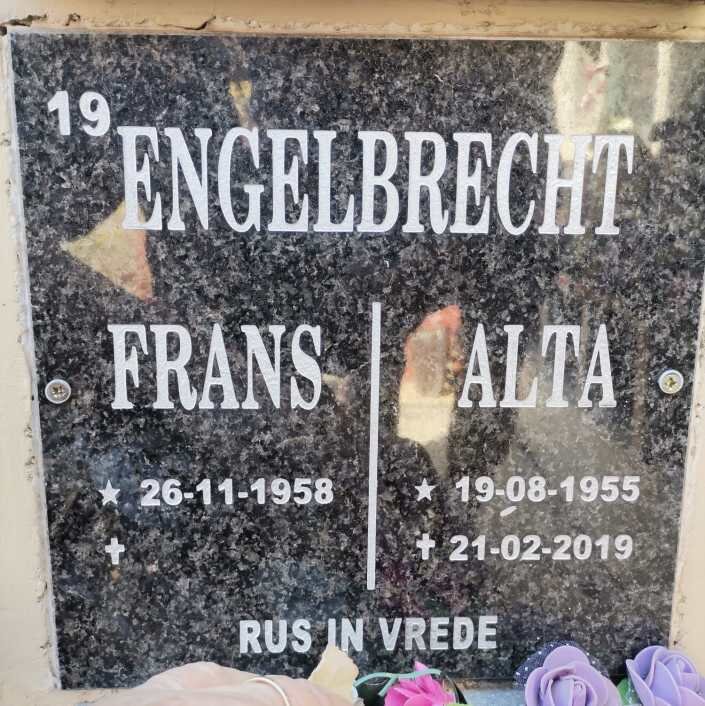 19
ENGELBRECHT
FRANS ALTA
★ 26-11-1958 ★ 19-08-1955
✝ ✝ 21-02-2019
RUS IN VREDE